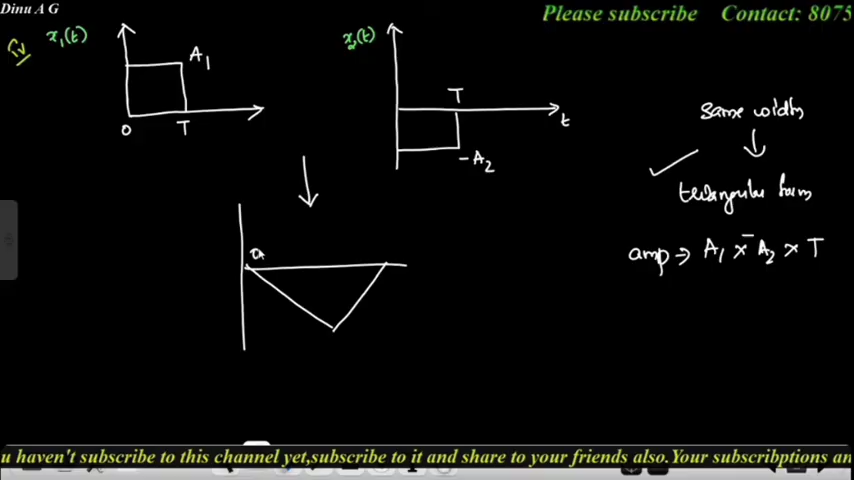 Dinu A G
Please subscribe Contact: 8075
iv
x₁(t)
A₁
0
T
x₂(t)
T
t
-A₂
same width
triangular form
amp ⇒ A₁ × -A₂ × T
0
u haven't subscribe to this channel yet,subscribe to it and share to your friends also.Your subscribptions an